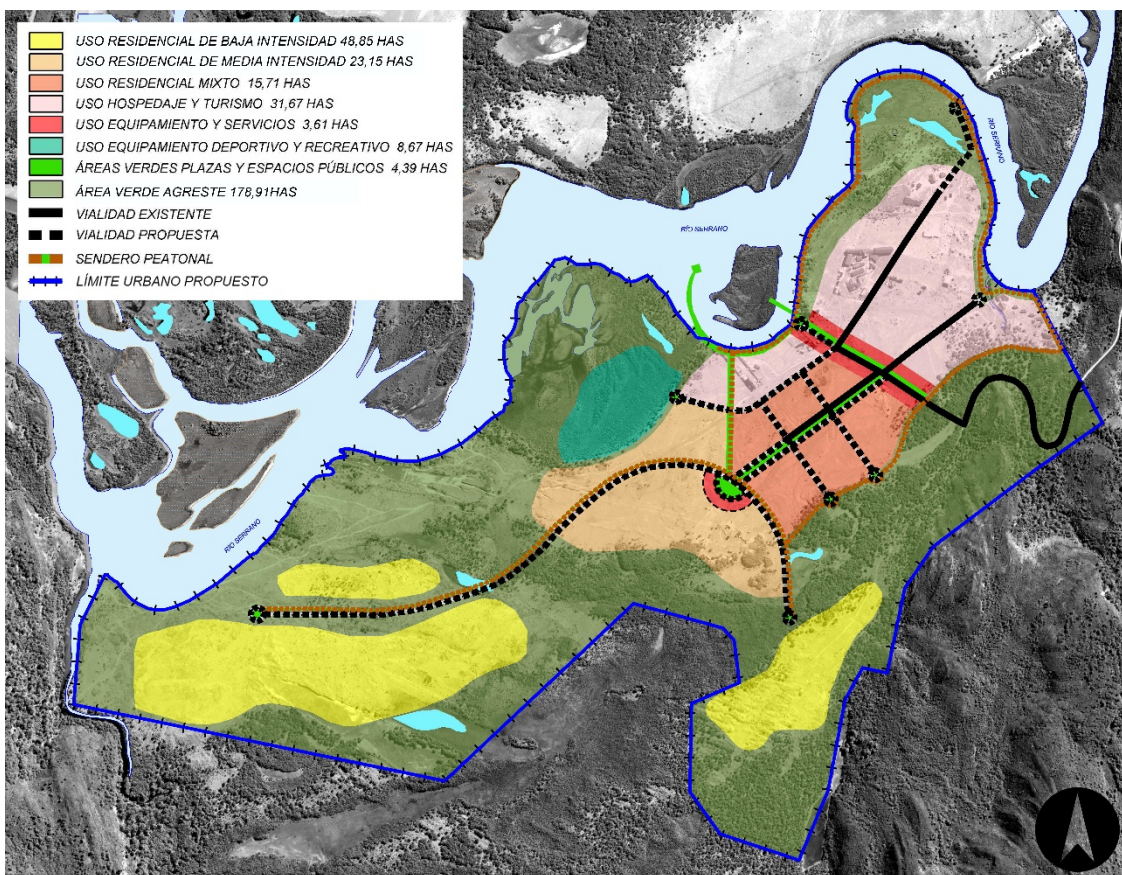 USO RESIDENCIAL DE BAJA INTENSIDAD 48,85 HAS
USO RESIDENCIAL DE MEDIA INTENSIDAD 23,15 HAS
USO RESIDENCIAL MIXTO 15,71 HAS
USO HOSPEDAJE Y TURISMO 31,67 HAS
USO EQUIPAMIENTO Y SERVICIOS 3,61 HAS
USO EQUIPAMIENTO DEPORTIVO Y RECREATIVO 8,67 HAS
ÁREAS VERDES PLAZAS Y ESPACIOS PÚBLICOS 4,39 HAS
ÁREA VERDE AGRESTE 178,91HAS
VIALIDAD EXISTENTE
VIALIDAD PROPUESTA
SENDERO PEATONAL
LÍMITE URBANO PROPUESTO
RÍO SERRANO
RÍO SERRANO
RÍO SERRANO